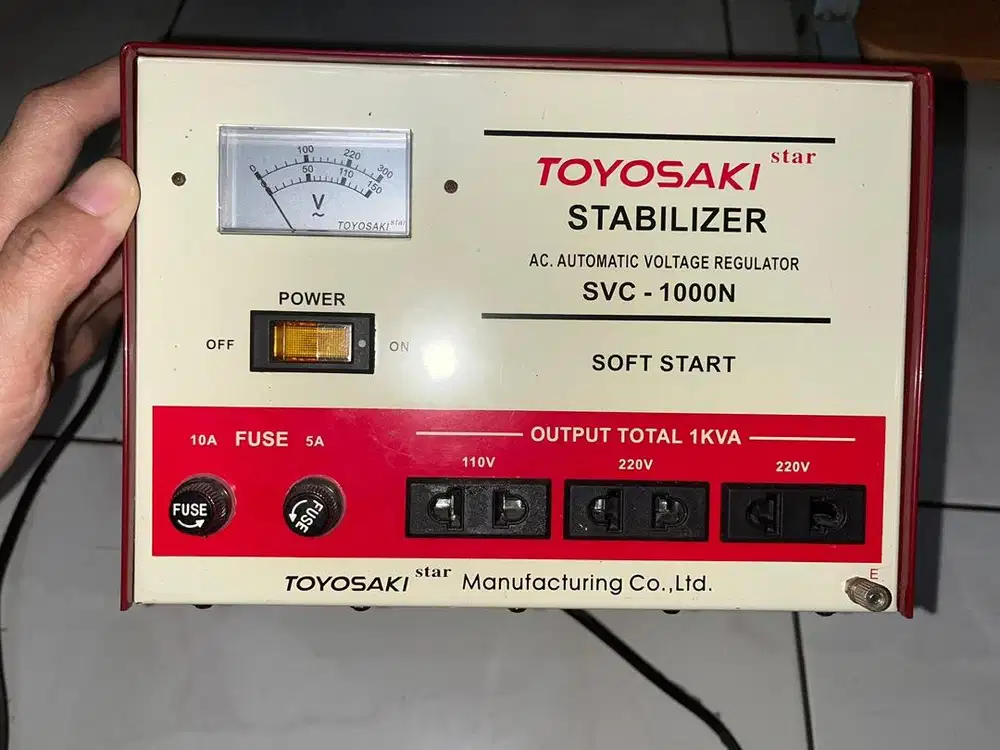 0 100 220 300
0 50 110 150
V
~
TOYOSAKI star
TOYOSAKI star
STABILIZER
AC. AUTOMATIC VOLTAGE REGULATOR
SVC - 1000N
SOFT START
POWER
OFF ON
10A FUSE 5A
FUSE FUSE
OUTPUT TOTAL 1KVA
110V 220V 220V
E
TOYOSAKI star Manufacturing Co.,Ltd.